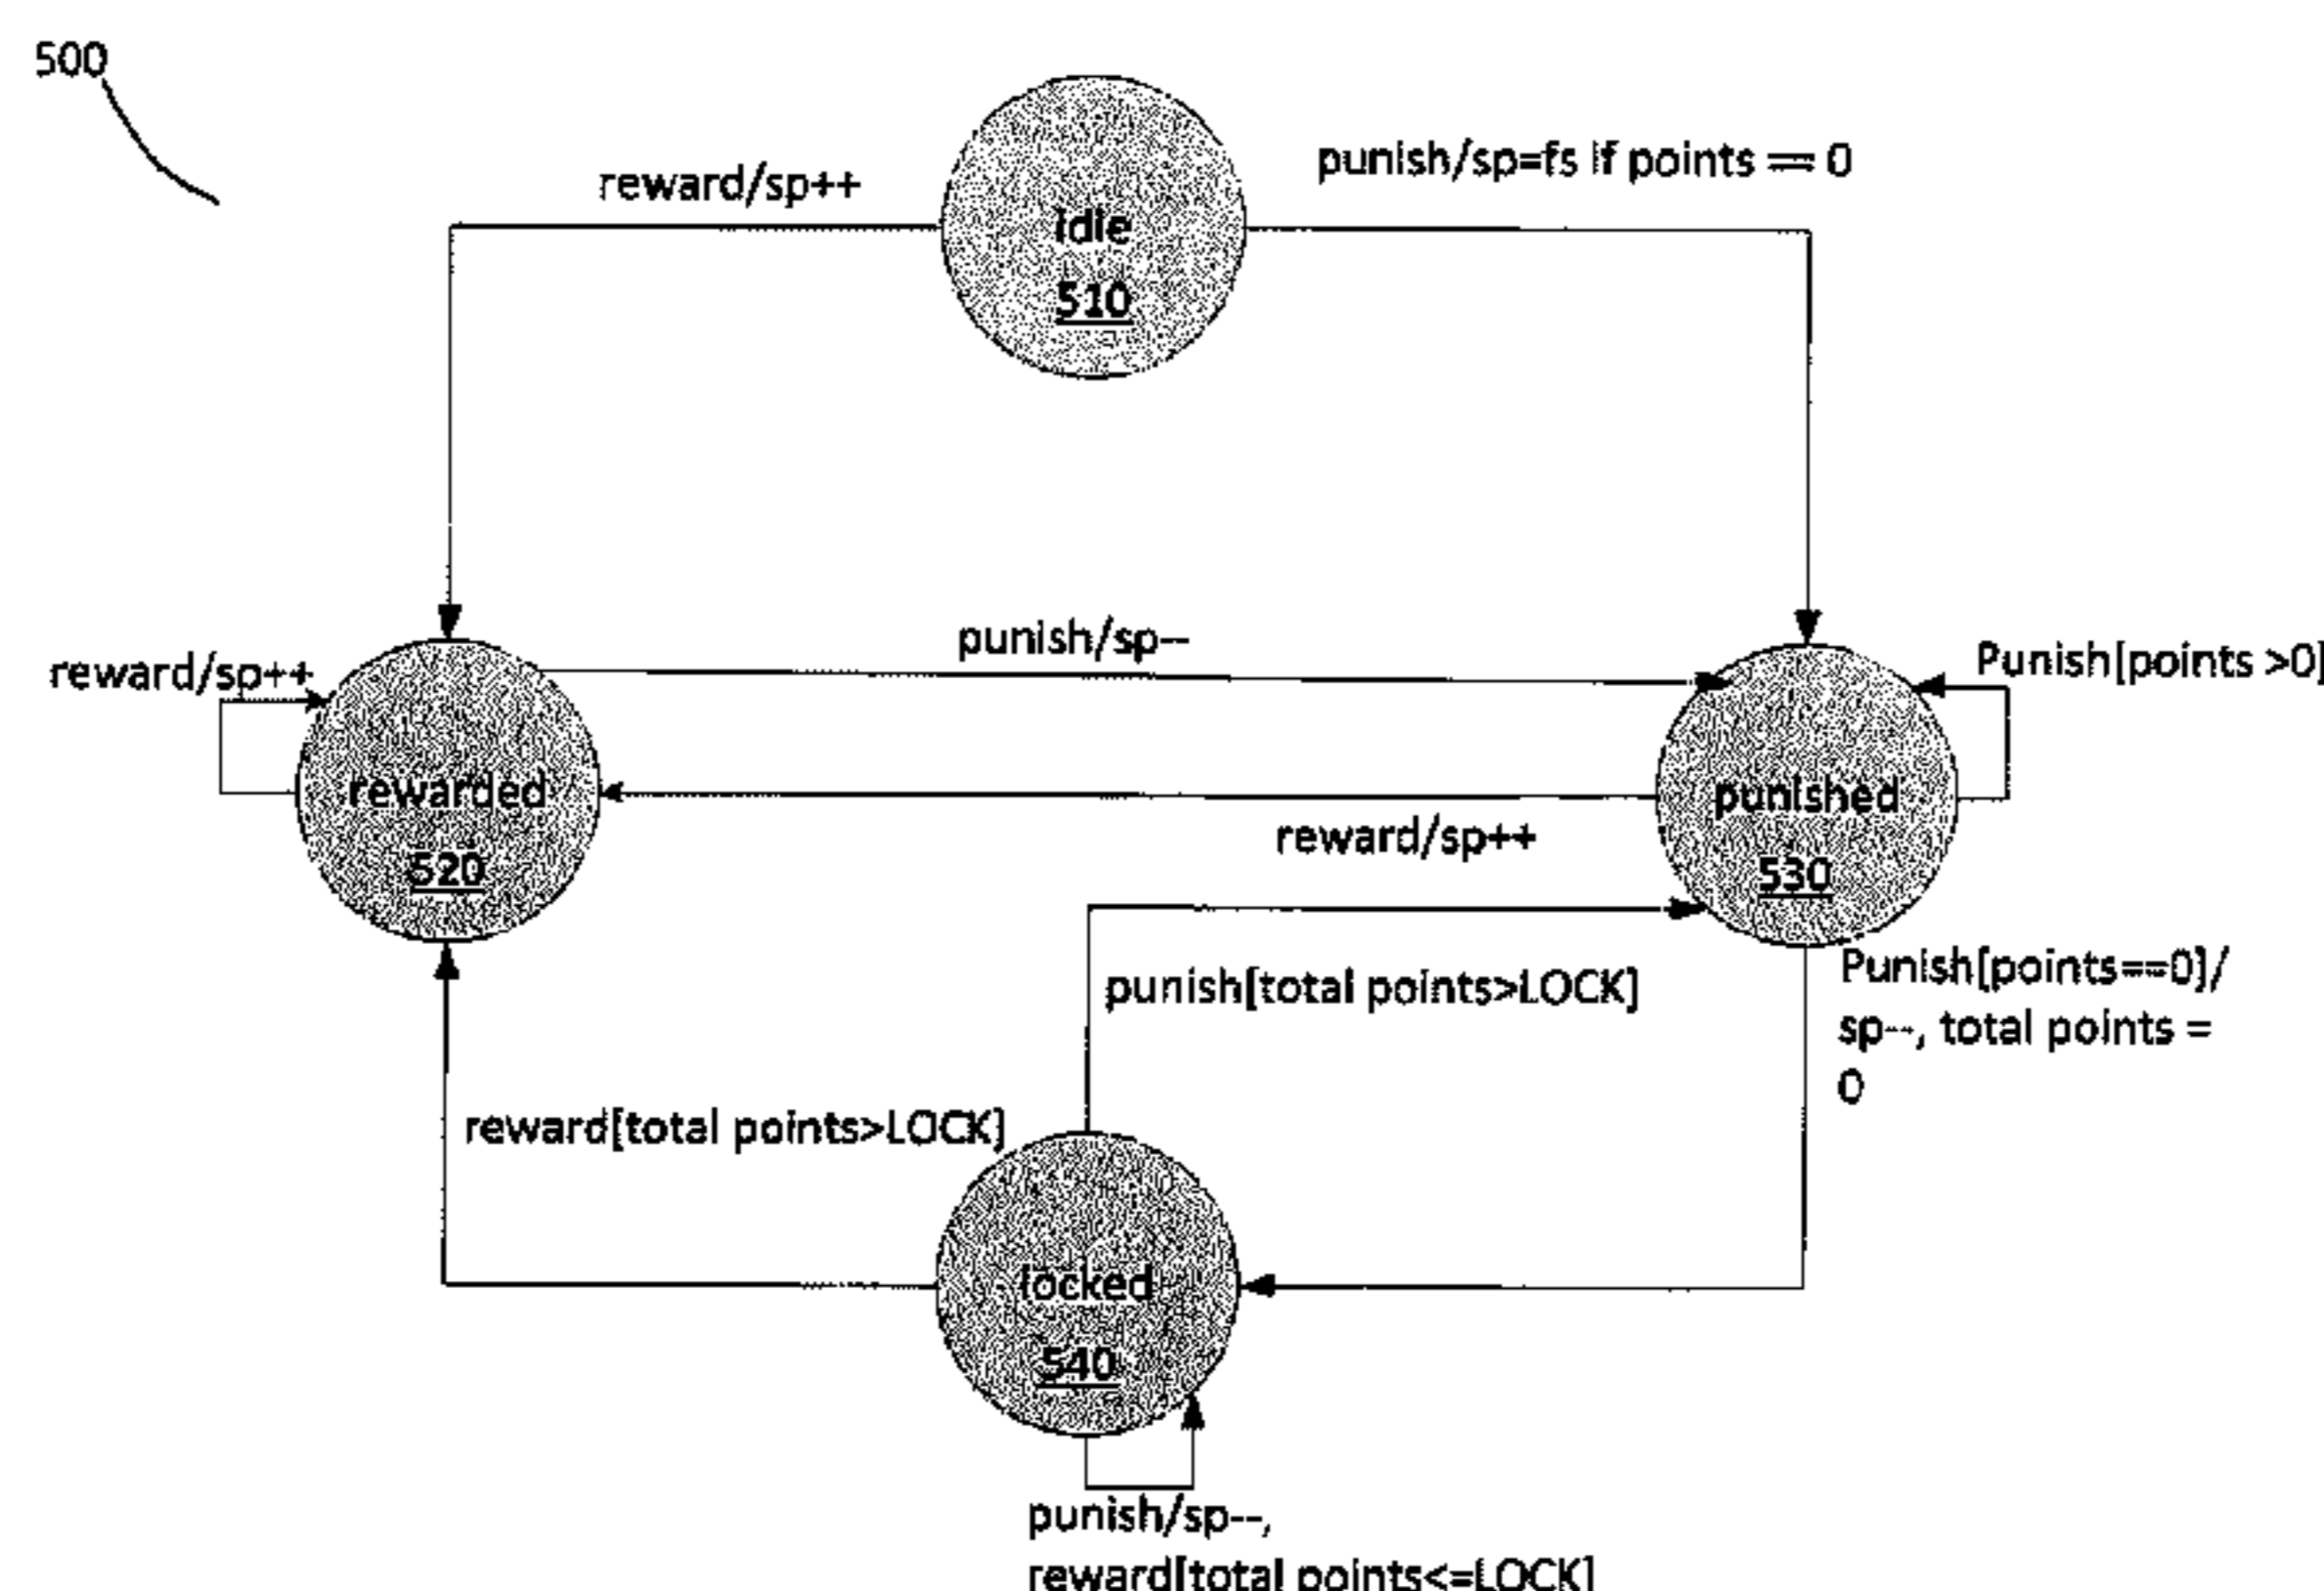 500
reward/sp++
punish/sp=fs if points == 0
idle
510
punish/sp--
reward/sp++
Punish[points >0]
rewarded
520
punished
530
reward/sp++
punish[total points>LOCK]
Punish[points==0]/
sp--, total points =
0
reward[total points>LOCK]
locked
540
punish/sp--,
reward[total points<=LOCK]